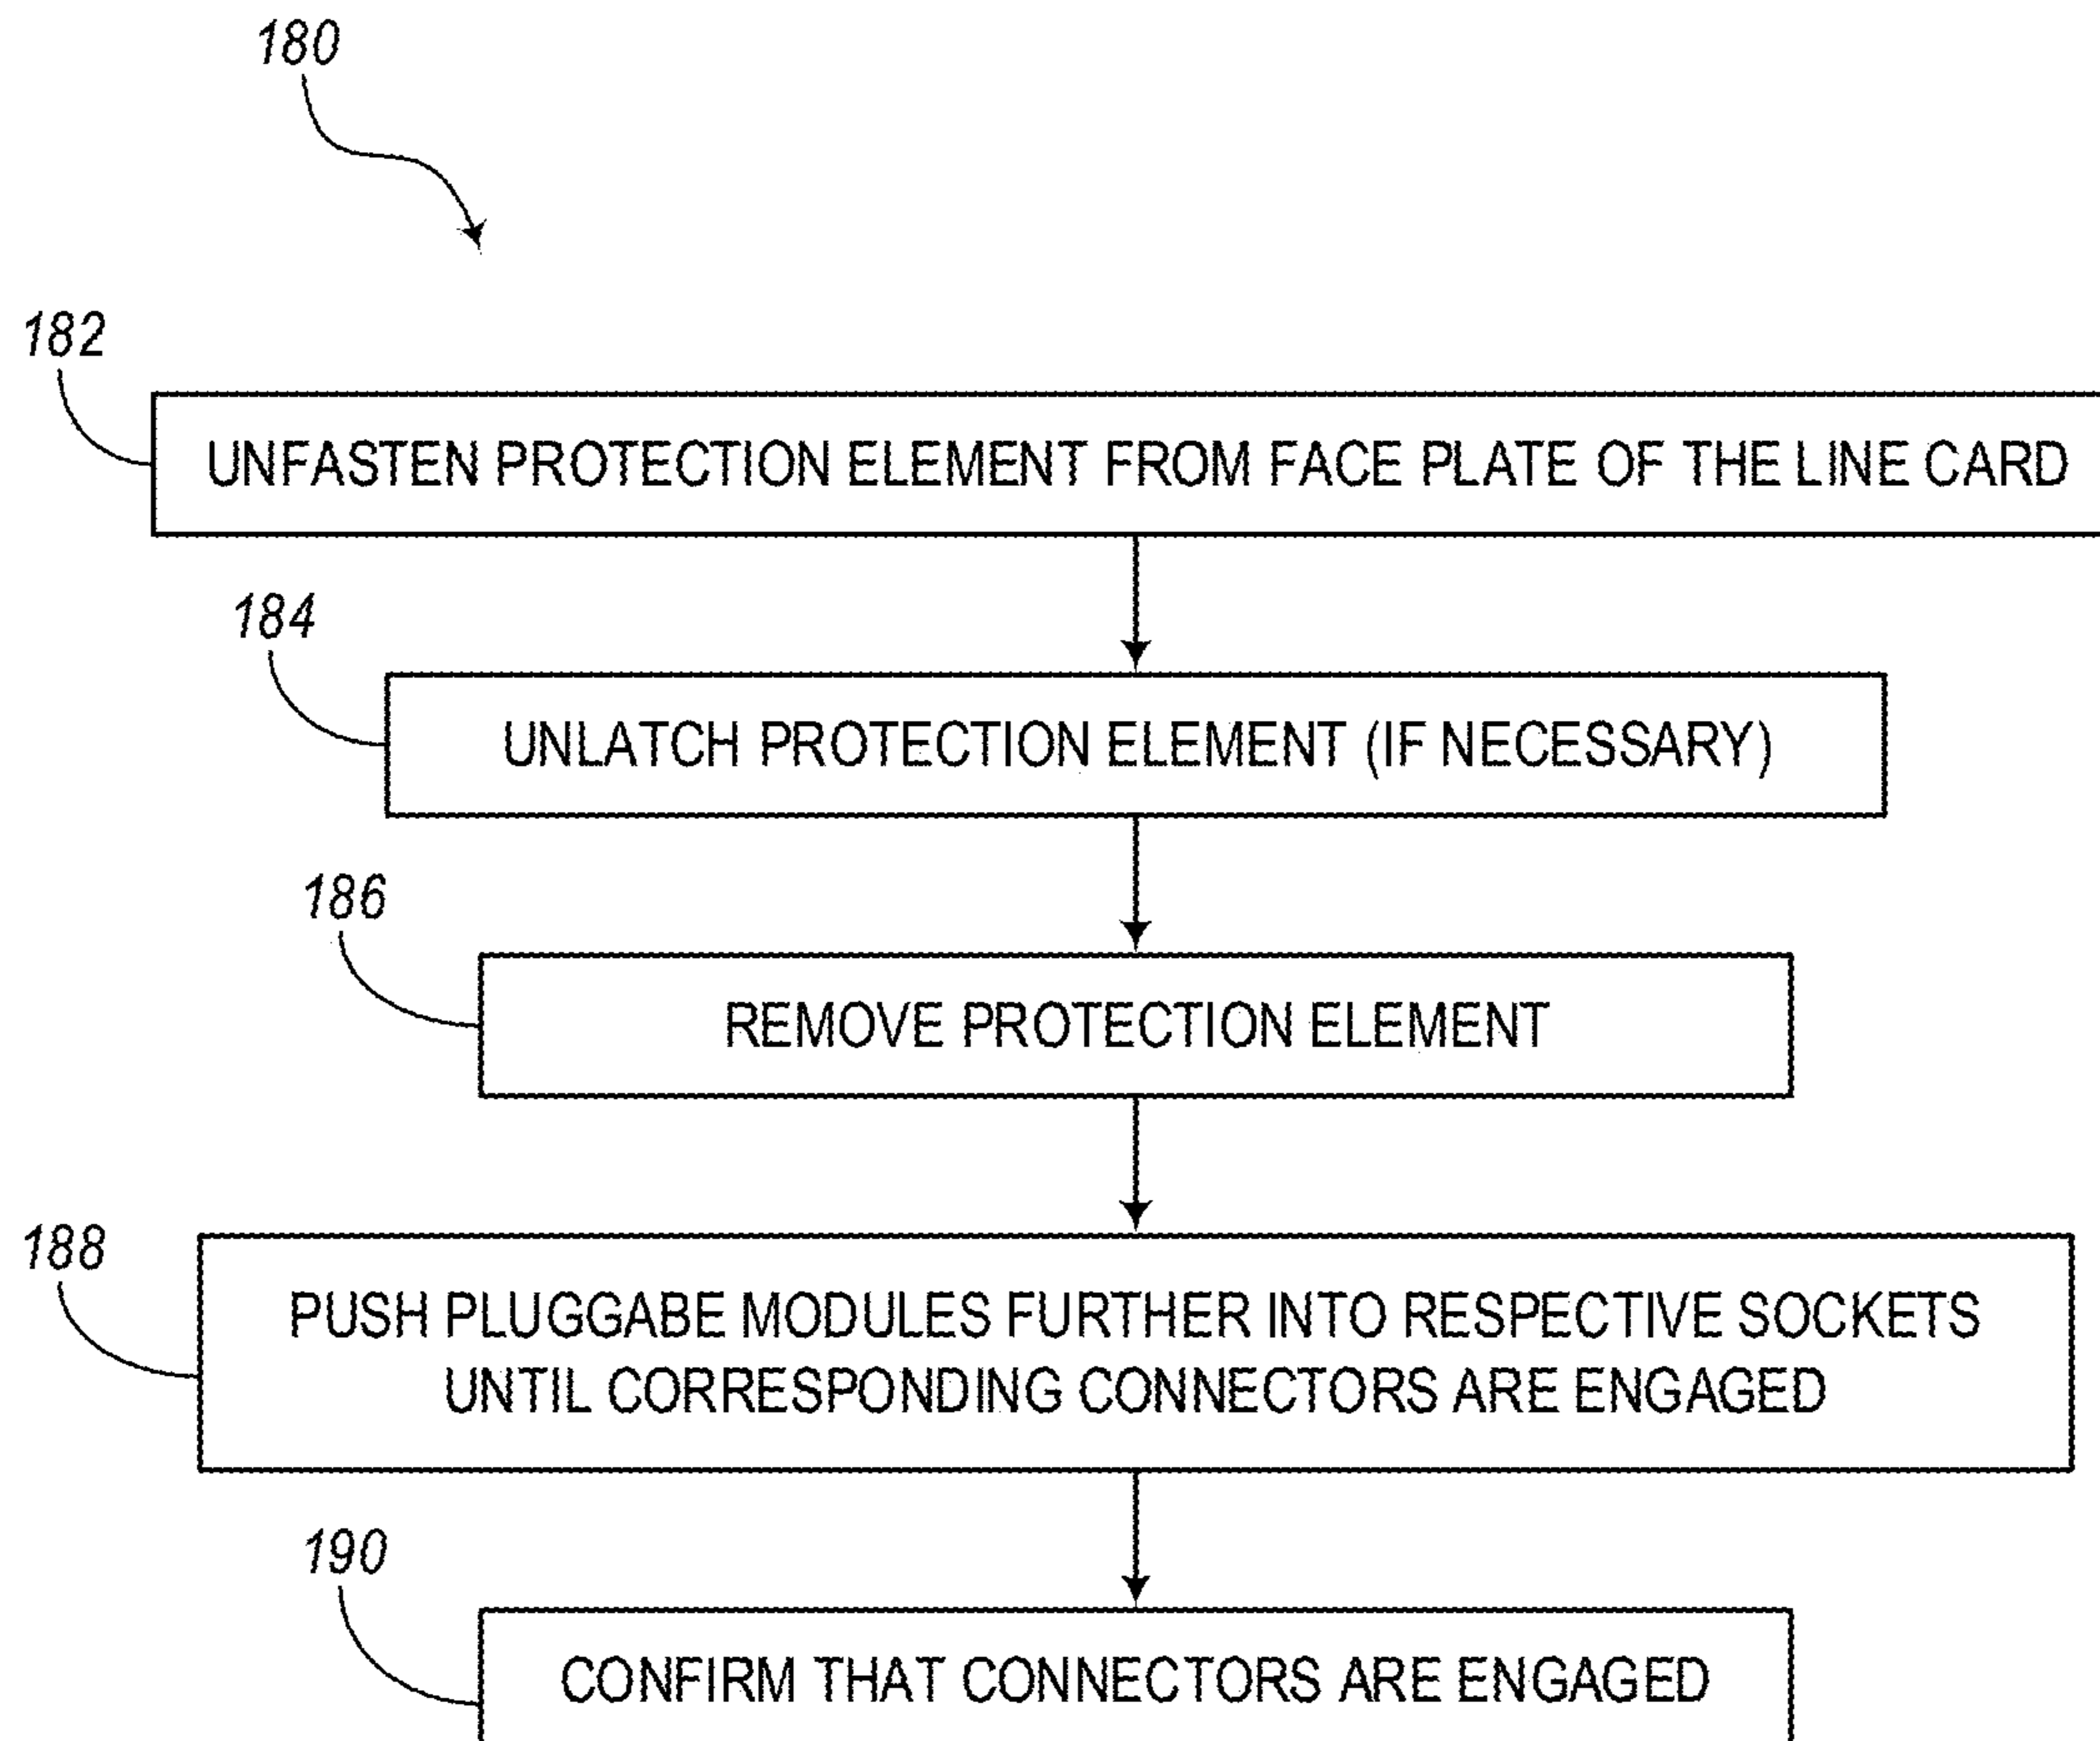 180
182
UNFASTEN PROTECTION ELEMENT FROM FACE PLATE OF THE LINE CARD
184
UNLATCH PROTECTION ELEMENT (IF NECESSARY)
186
REMOVE PROTECTION ELEMENT
188
PUSH PLUGGABE MODULES FURTHER INTO RESPECTIVE SOCKETS
UNTIL CORRESPONDING CONNECTORS ARE ENGAGED
190
CONFIRM THAT CONNECTORS ARE ENGAGED